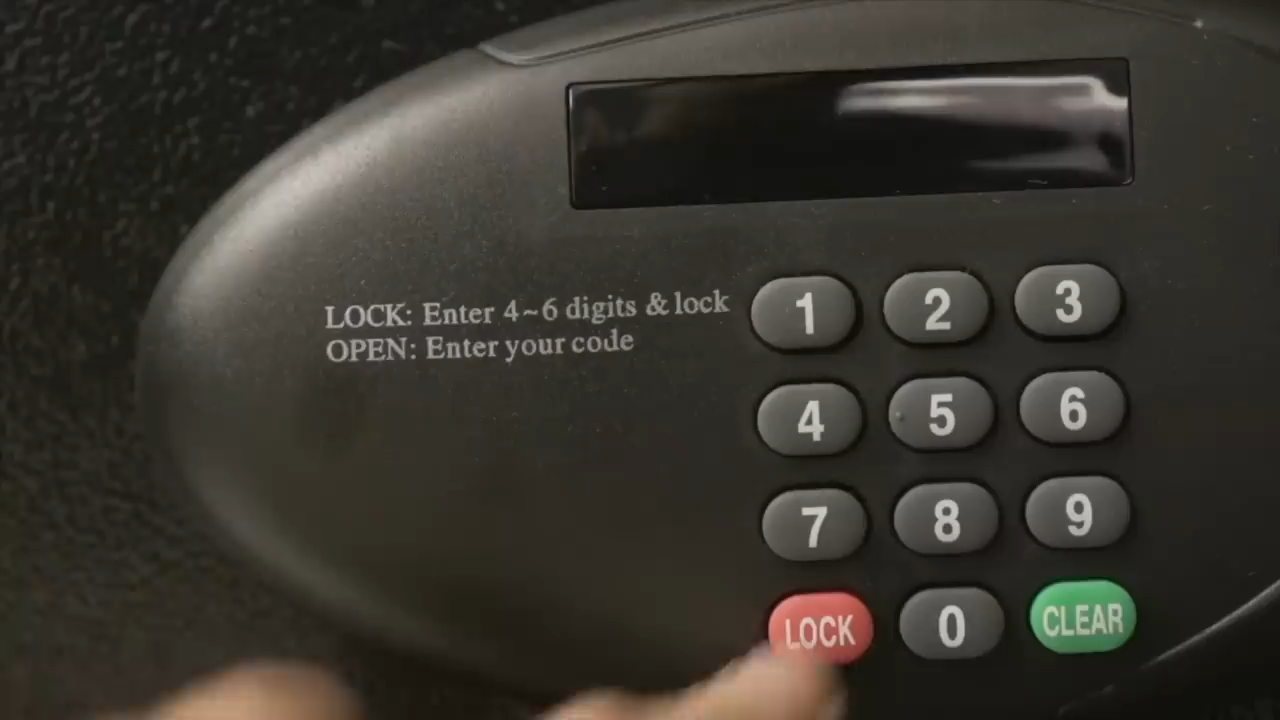 LOCK: Enter 4~6 digits & lock
OPEN: Enter your code
1 2 3
4 5 6
7 8 9
LOCK 0 CLEAR